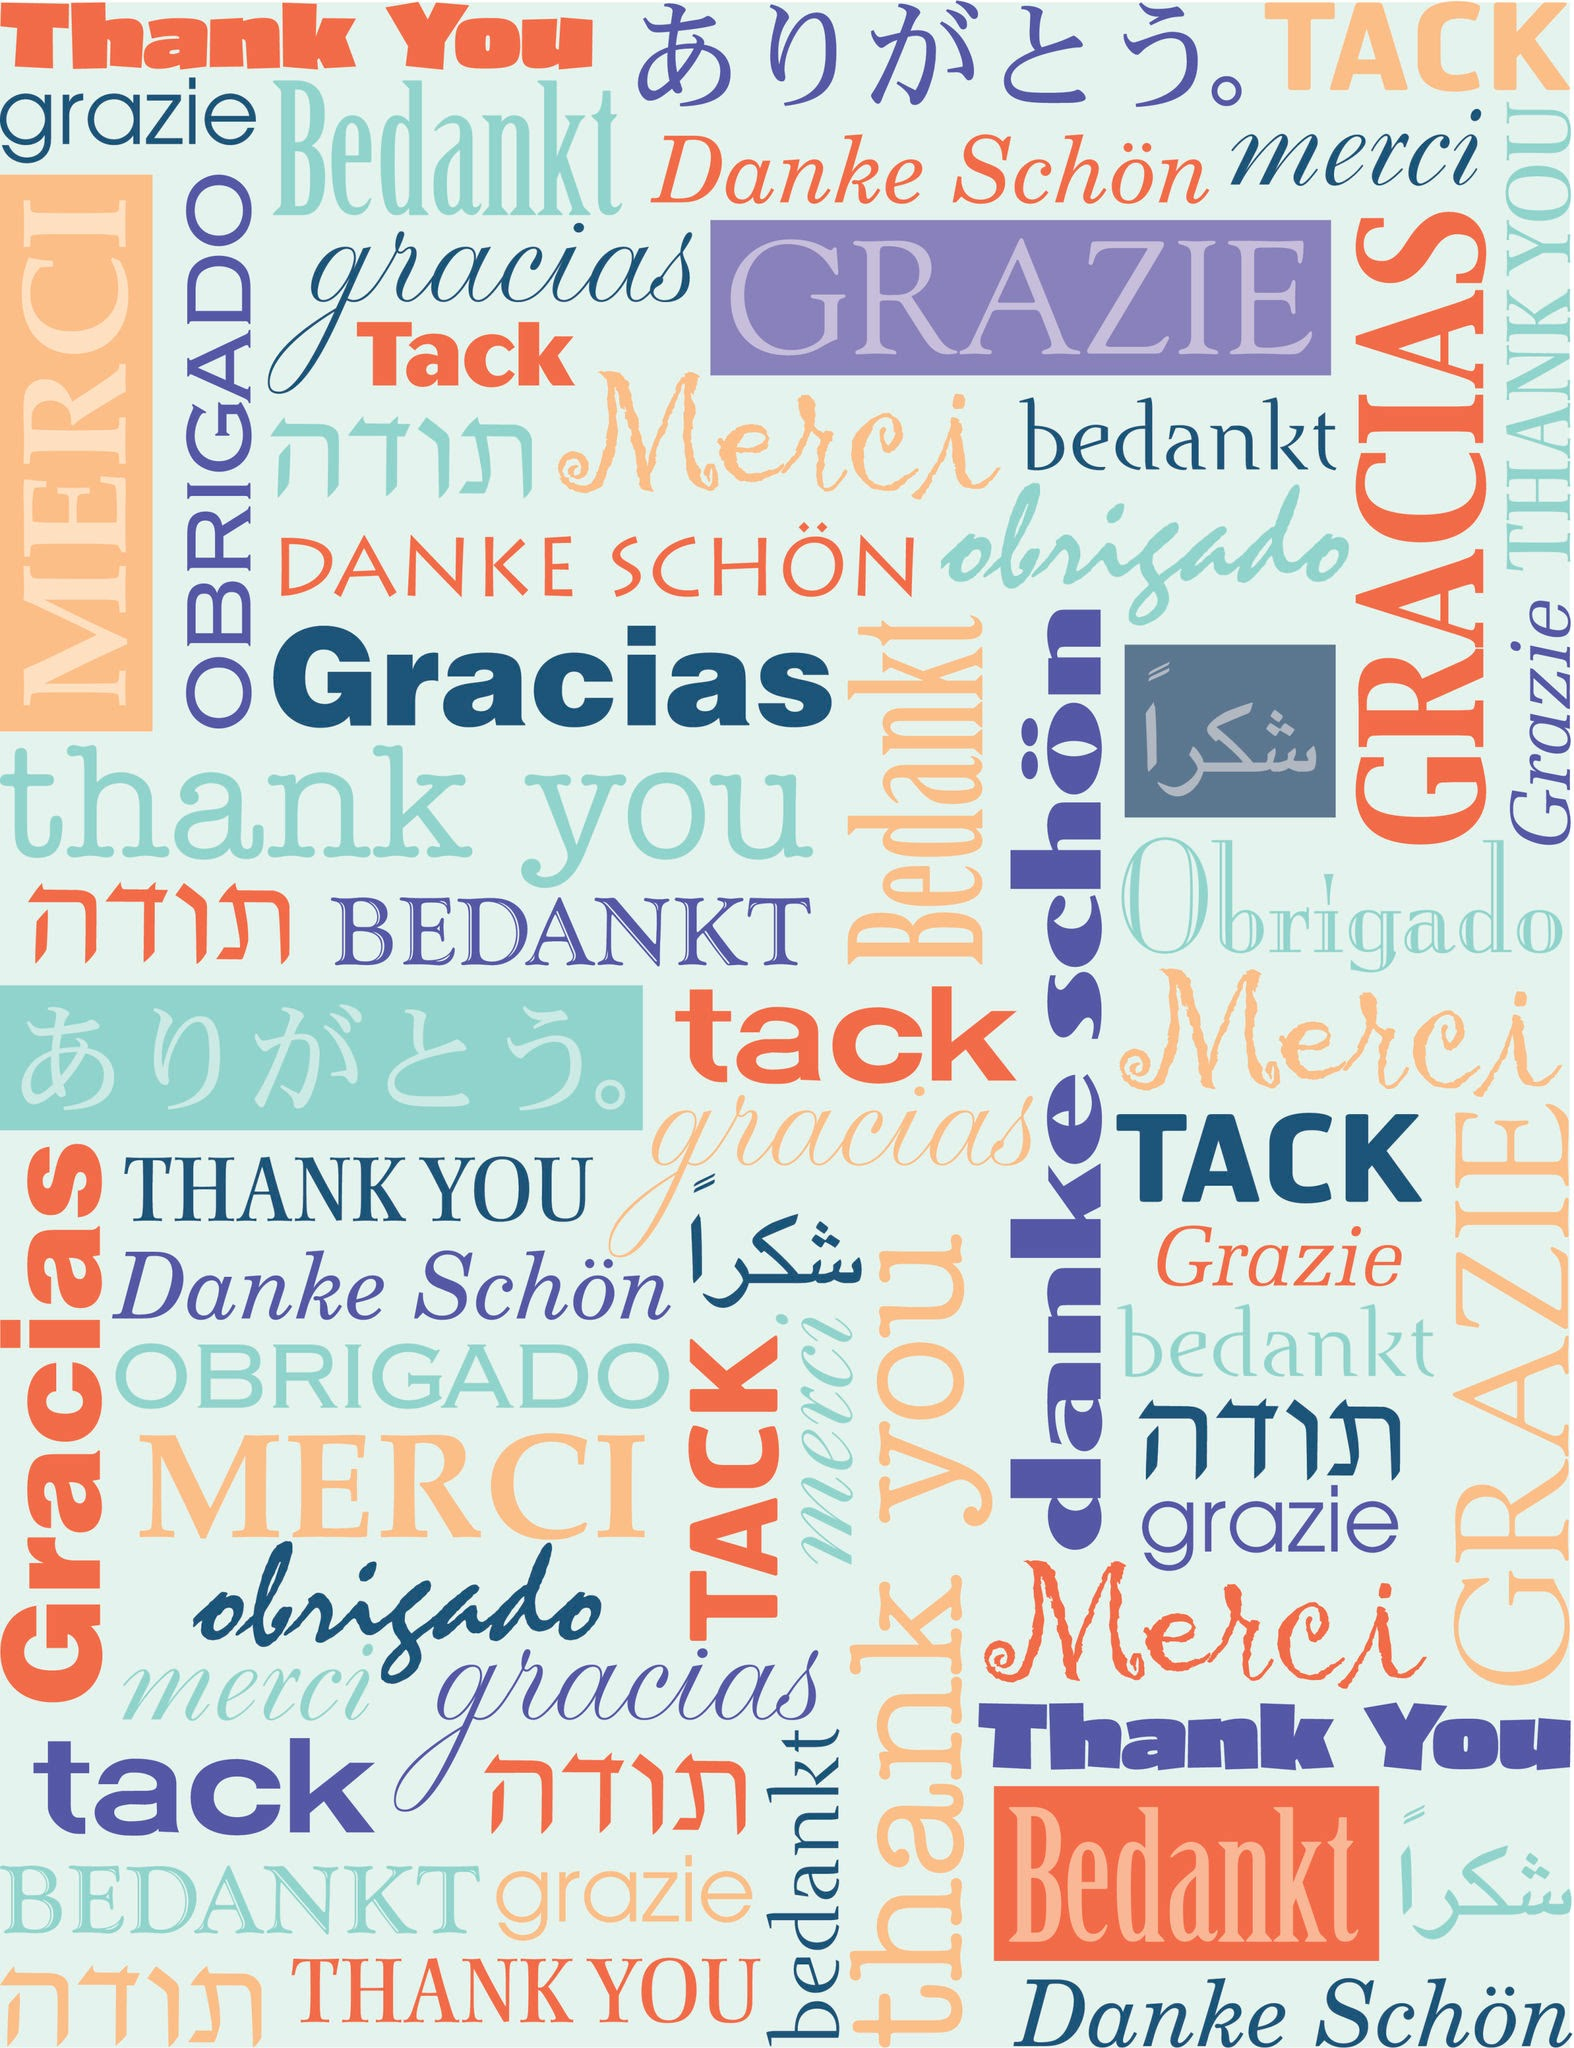 Thank You
ありがとう。
TACK
grazie
Bedankt
Danke Schön
merci
THANK YOU
MERCI
OBRIGADO
gracias
GRAZIE
GRACIAS
Tack
תודה
Merci
bedankt
DANKE SCHÖN
obrigado
Gracias
Bedankt
danke schön
شكراً
Grazie
thank you
Obrigado
תודה
BEDANKT
ありがとう。
tack
Merci
gracias
TACK
GRAZIE
Gracias
THANK YOU
شكراً
Grazie
Danke Schön
thank you
bedankt
OBRIGADO
TACK
merci
תודה
MERCI
grazie
obrigado
Merci
merci
gracias
Thank You
tack
תודה
bedankt
Bedankt
شكراً
BEDANKT
grazie
תודה
THANK YOU
Danke Schön